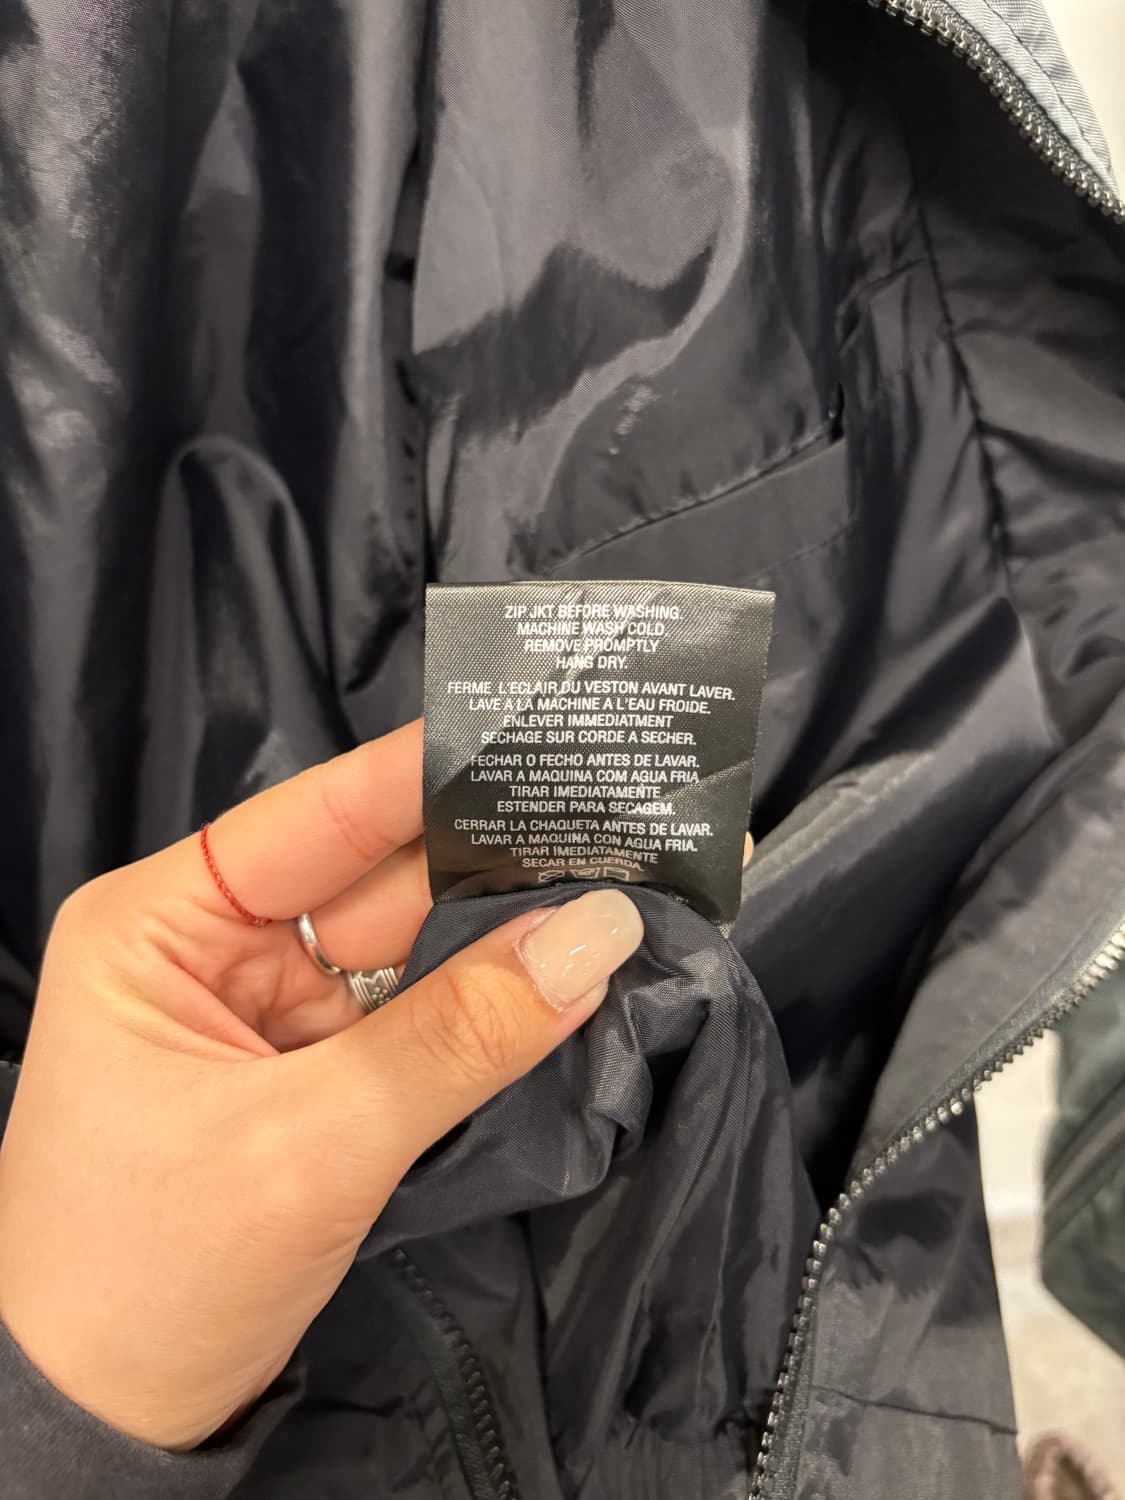 ZIP JKT BEFORE WASHING.
MACHINE WASH COLD
REMOVE PROMPTLY
HANG DRY.
FERME L'ECLAIR DU VESTON AVANT LAVER.
LAVE A LA MACHINE A L'EAU FROIDE.
ENLEVER IMMEDIATMENT
SECHAGE SUR CORDE A SECHER.
FECHAR O FECHO ANTES DE LAVAR.
LAVAR A MAQUINA COM AGUA FRIA
TIRAR IMEDIATAMENTE
ESTENDER PARA SECAGEM.
CERRAR LA CHAQUETA ANTES DE LAVAR.
LAVAR A MAQUINA CON AGUA FRIA.
TIRAR IMEDIATAMENTE
SECAR EN CUERDA.